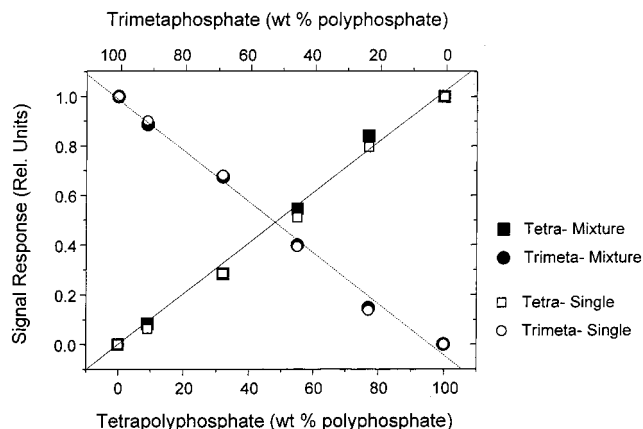 Trimetaphosphate (wt % polyphosphate)
100 80 60 40 20 0
Signal Response (Rel. Units)
1.0
0.8
0.6
0.4
0.2
0.0
Tetra- Mixture
Trimeta- Mixture
Tetra- Single
Trimeta- Single
0 20 40 60 80 100
Tetrapolyphosphate (wt % polyphosphate)